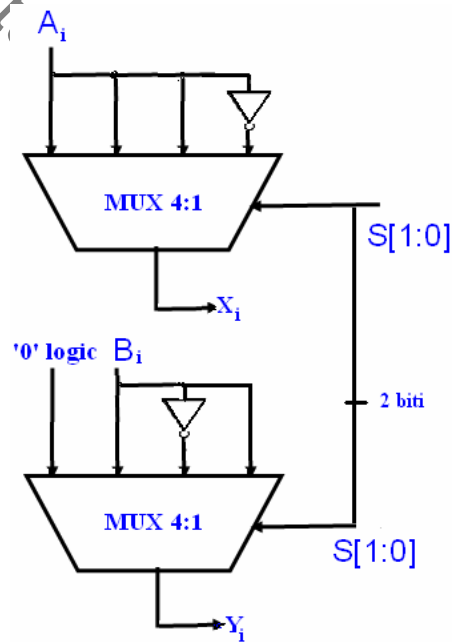 Ai
MUX 4:1
S[1:0]
Xi
'0' logic Bi
2 biti
MUX 4:1
S[1:0]
Yi